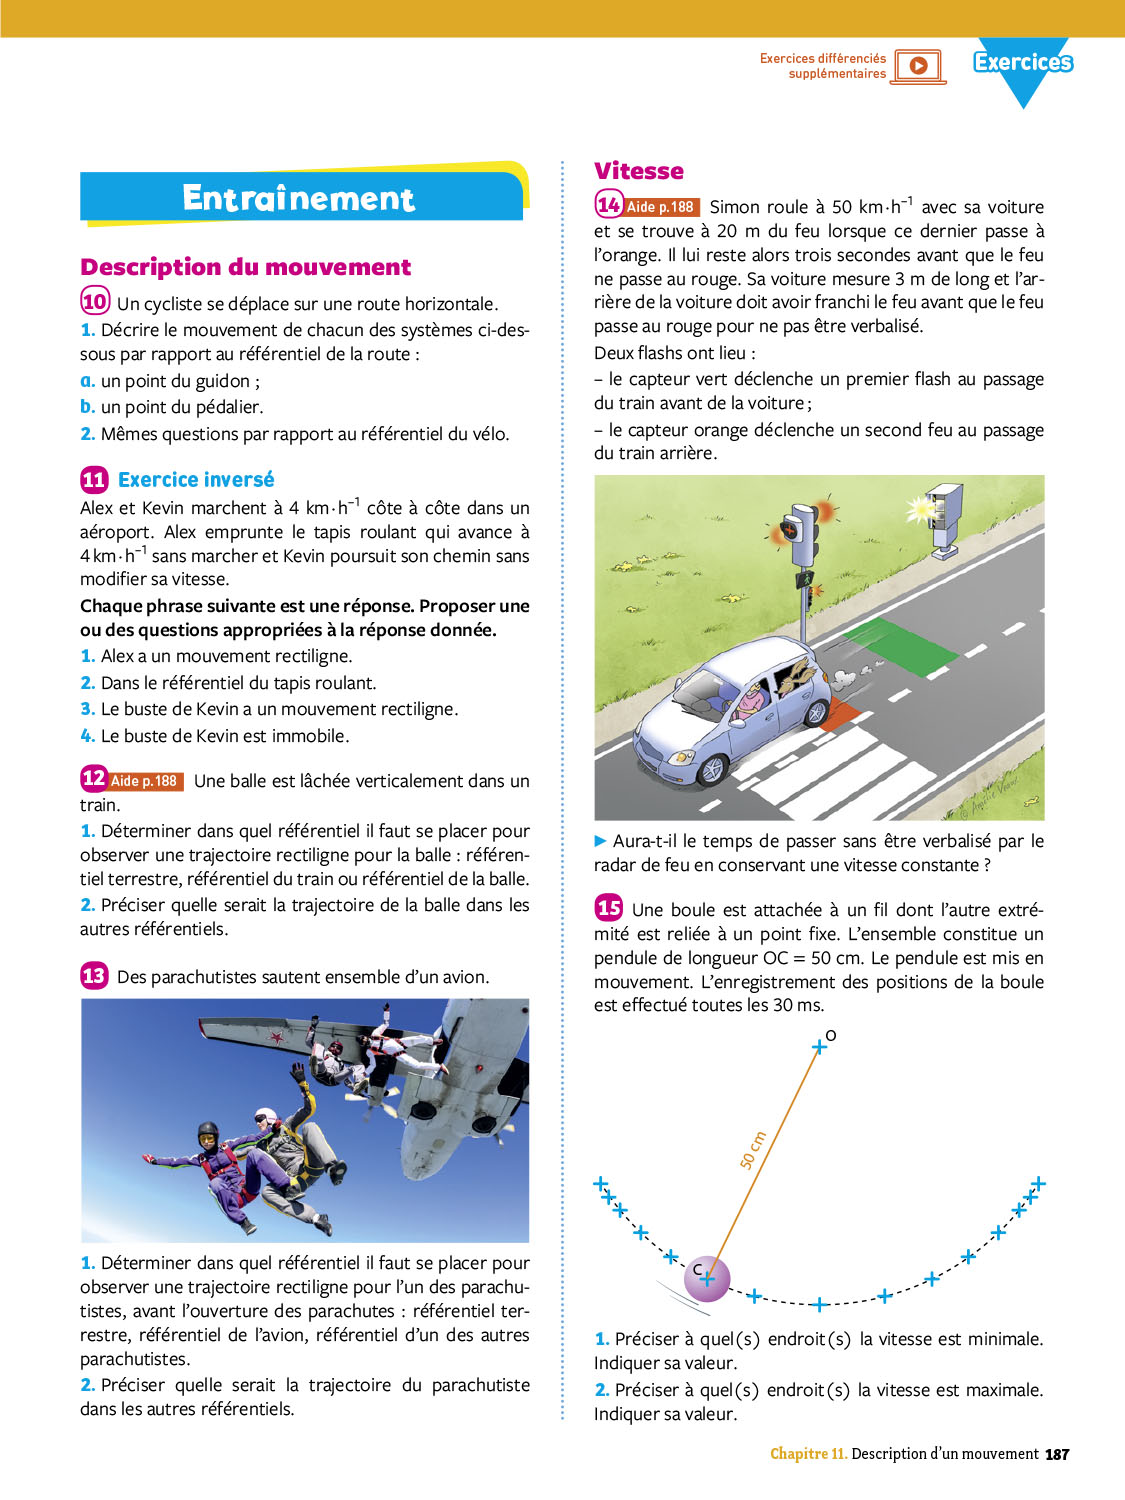 Exercices différenciés
supplémentaires
Exercices
Entraînement
Description du mouvement
10 Un cycliste se déplace sur une route horizontale.
1. Décrire le mouvement de chacun des systèmes ci-des-
sous par rapport au référentiel de la route :
a. un point du guidon ;
b. un point du pédalier.
2. Mêmes questions par rapport au référentiel du vélo.
11 Exercice inversé
Alex et Kevin marchent à 4 km·h⁻¹ côte à côte dans un
aéroport. Alex emprunte le tapis roulant qui avance à
4 km·h⁻¹ sans marcher et Kevin poursuit son chemin sans
modifier sa vitesse.
Chaque phrase suivante est une réponse. Proposer une
ou des questions appropriées à la réponse donnée.
1. Alex a un mouvement rectiligne.
2. Dans le référentiel du tapis roulant.
3. Le buste de Kevin a un mouvement rectiligne.
4. Le buste de Kevin est immobile.
12 Aide p.188 Une balle est lâchée verticalement dans un
train.
1. Déterminer dans quel référentiel il faut se placer pour
observer une trajectoire rectiligne pour la balle : référen-
tiel terrestre, référentiel du train ou référentiel de la balle.
2. Préciser quelle serait la trajectoire de la balle dans les
autres référentiels.
13 Des parachutistes sautent ensemble d'un avion.
1. Déterminer dans quel référentiel il faut se placer pour
observer une trajectoire rectiligne pour l'un des parachu-
tistes, avant l'ouverture des parachutes : référentiel ter-
restre, référentiel de l'avion, référentiel d'un des autres
parachutistes.
2. Préciser quelle serait la trajectoire du parachutiste
dans les autres référentiels.
Vitesse
14 Aide p.188 Simon roule à 50 km·h⁻¹ avec sa voiture
et se trouve à 20 m du feu lorsque ce dernier passe à
l'orange. Il lui reste alors trois secondes avant que le feu
ne passe au rouge. Sa voiture mesure 3 m de long et l'ar-
rière de la voiture doit avoir franchi le feu avant que le feu
passe au rouge pour ne pas être verbalisé.
Deux flashs ont lieu :
– le capteur vert déclenche un premier flash au passage
du train avant de la voiture ;
– le capteur orange déclenche un second feu au passage
du train arrière.
▶ Aura-t-il le temps de passer sans être verbalisé par le
radar de feu en conservant une vitesse constante ?
15 Une boule est attachée à un fil dont l'autre extré-
mité est reliée à un point fixe. L'ensemble constitue un
pendule de longueur OC = 50 cm. Le pendule est mis en
mouvement. L'enregistrement des positions de la boule
est effectué toutes les 30 ms.
O
50 cm
C
1. Préciser à quel(s) endroit(s) la vitesse est minimale.
Indiquer sa valeur.
2. Préciser à quel(s) endroit(s) la vitesse est maximale.
Indiquer sa valeur.
Chapitre 11. Description d'un mouvement 187